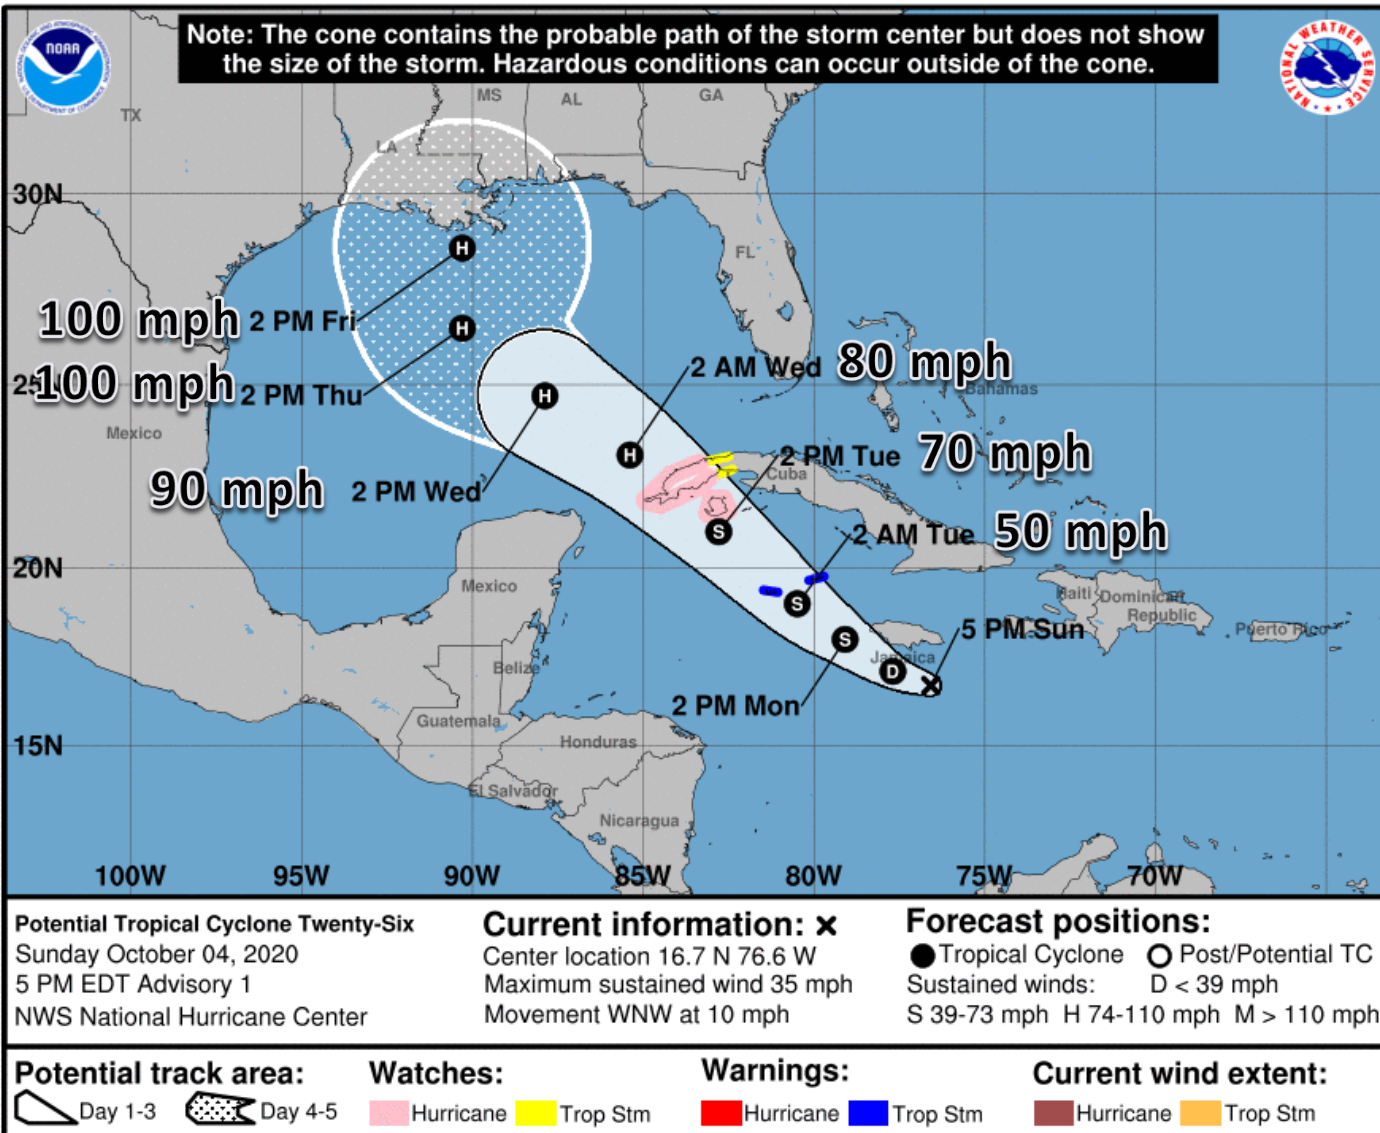 Note: The cone contains the probable path of the storm center but does not show
the size of the storm. Hazardous conditions can occur outside of the cone.
NOAA
NATIONAL WEATHER SERVICE
TX
LA
MS
AL
GA
FL
30N
25N
20N
15N
H
100 mph 2 PM Fri
H
100 mph 2 PM Thu
2 AM Wed 80 mph
H
Bahamas
Mexico
H
2 PM Tue 70 mph
Cuba
90 mph 2 PM Wed
S
2 AM Tue 50 mph
Mexico
S
Haiti
Dominican
Republic
Puerto Rico
5 PM Sun
S
Jamaica
D
Belize
2 PM Mon
Guatemala
Honduras
El Salvador
Nicaragua
100W 95W 90W 85W 80W 75W 70W
Potential Tropical Cyclone Twenty-Six
Sunday October 04, 2020
5 PM EDT Advisory 1
NWS National Hurricane Center
Current information: ×
Center location 16.7 N 76.6 W
Maximum sustained wind 35 mph
Movement WNW at 10 mph
Forecast positions:
Tropical Cyclone Post/Potential TC
Sustained winds: D < 39 mph
S 39-73 mph H 74-110 mph M > 110 mph
Potential track area:
Day 1-3 Day 4-5
Watches:
Hurricane Trop Stm
Warnings:
Hurricane Trop Stm
Current wind extent:
Hurricane Trop Stm